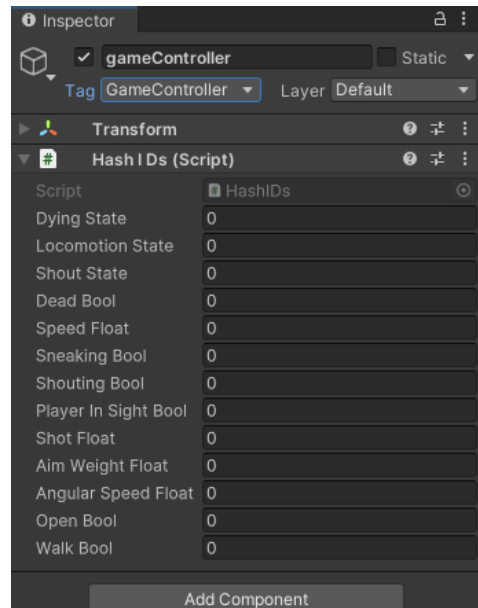 Inspector
gameController Static
Tag GameController Layer Default
Transform
# Hash I Ds (Script)
Script # HashIDs
Dying State 0
Locomotion State 0
Shout State 0
Dead Bool 0
Speed Float 0
Sneaking Bool 0
Shouting Bool 0
Player In Sight Bool 0
Shot Float 0
Aim Weight Float 0
Angular Speed Float 0
Open Bool 0
Walk Bool 0
Add Component